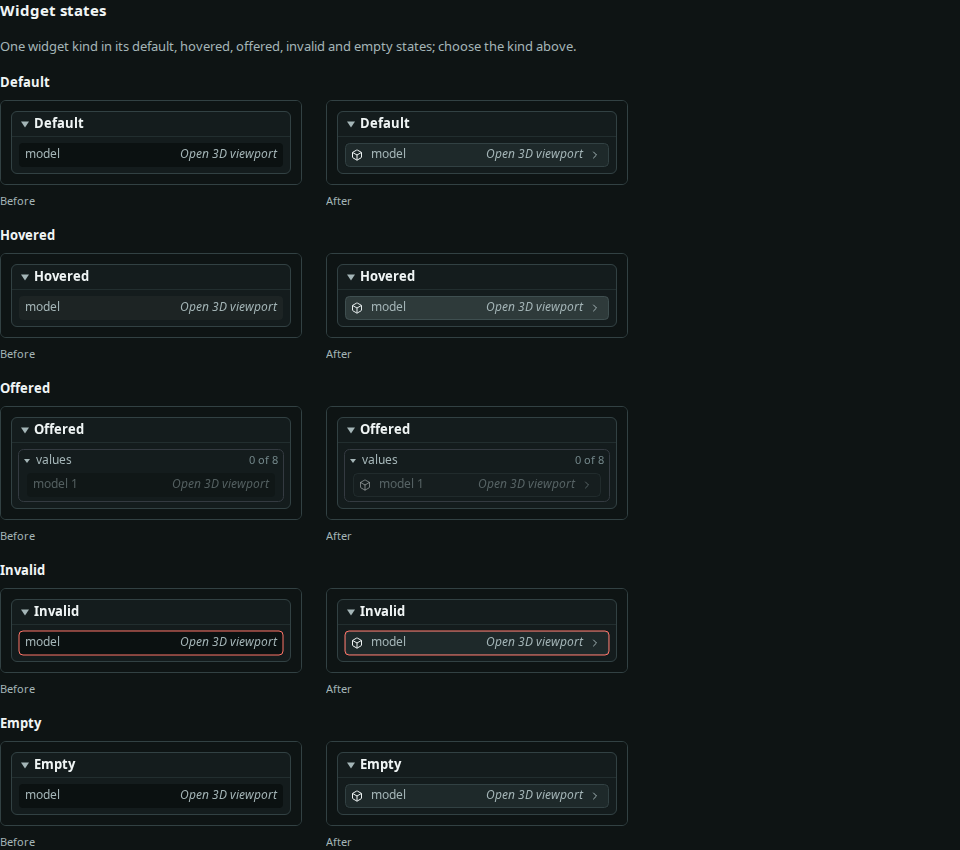 Widget states
One widget kind in its default, hovered, offered, invalid and empty states; choose the kind above.
Default
Default
model Open 3D viewport
Default
model Open 3D viewport
Before
After
Hovered
Hovered
model Open 3D viewport
Hovered
model Open 3D viewport
Before
After
Offered
Offered
values 0 of 8
model 1 Open 3D viewport
Offered
values 0 of 8
model 1 Open 3D viewport
Before
After
Invalid
Invalid
model Open 3D viewport
Invalid
model Open 3D viewport
Before
After
Empty
Empty
model Open 3D viewport
Empty
model Open 3D viewport
Before
After